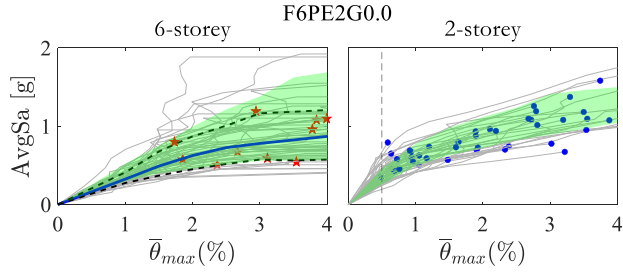 F6PE2G0.0
6-storey
2-storey
AvgSa [g]
2
1
0
0 1 2 3 4
0 1 2 3 4
θ̅max(%)
θ̅max(%)